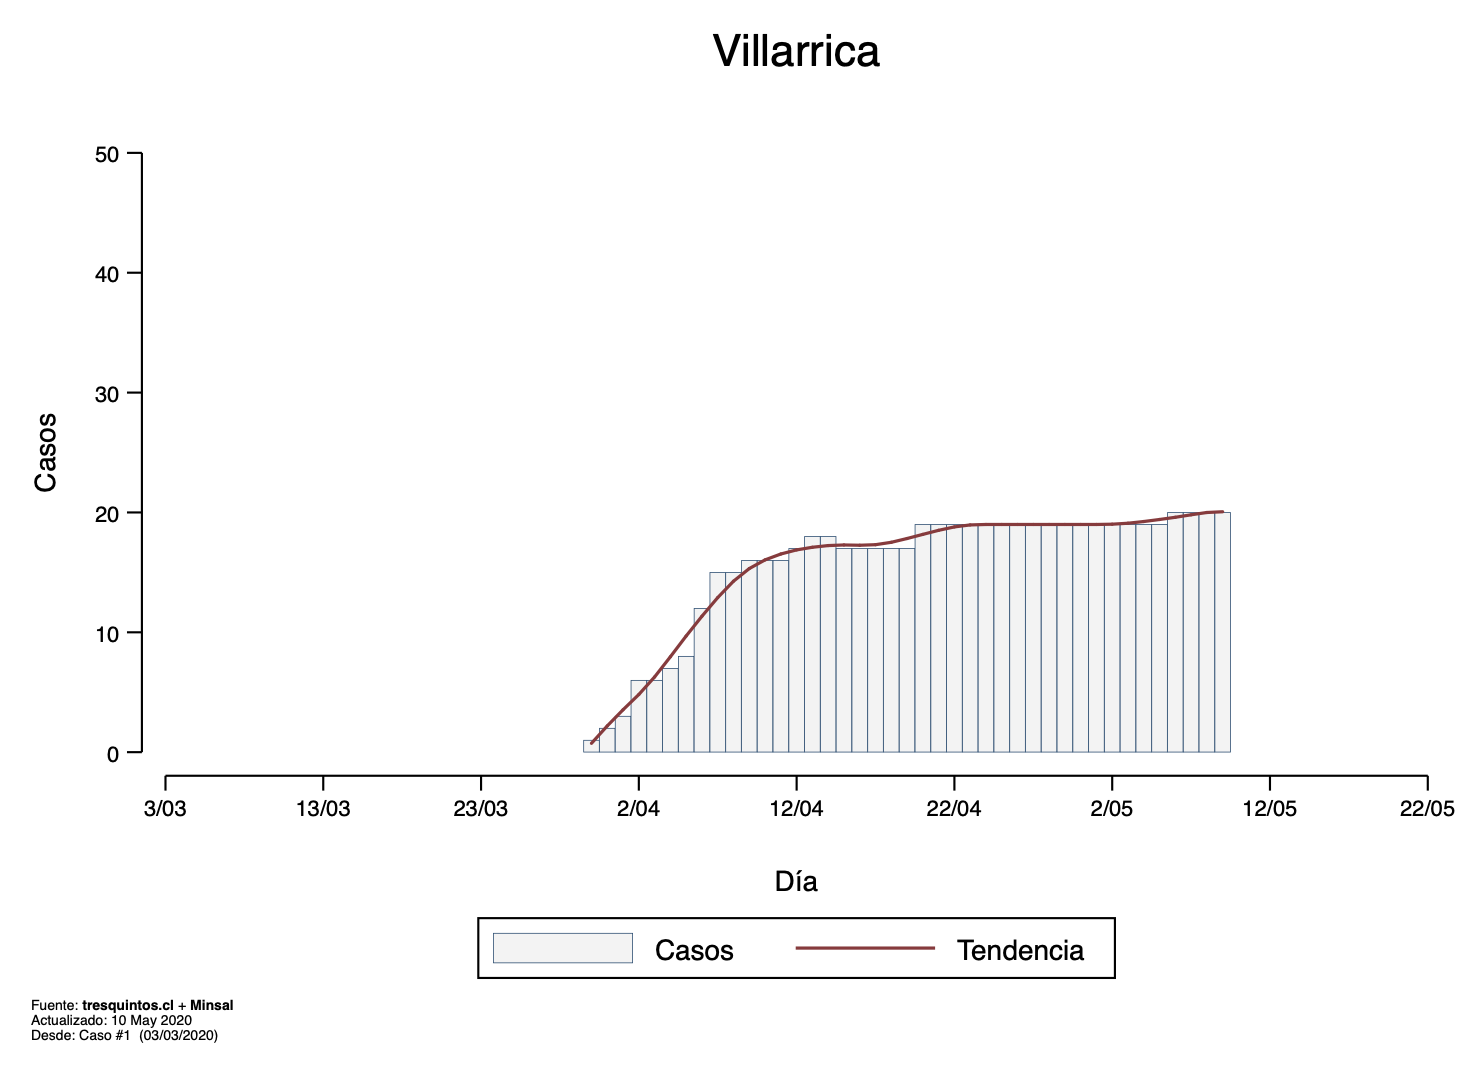 Villarrica
50
40
30
20
10
0
Casos
3/03 13/03 23/03 2/04 12/04 22/04 2/05 12/05 22/05
Día
Casos Tendencia
Fuente: tresquintos.cl + Minsal
Actualizado: 10 May 2020
Desde: Caso #1 (03/03/2020)